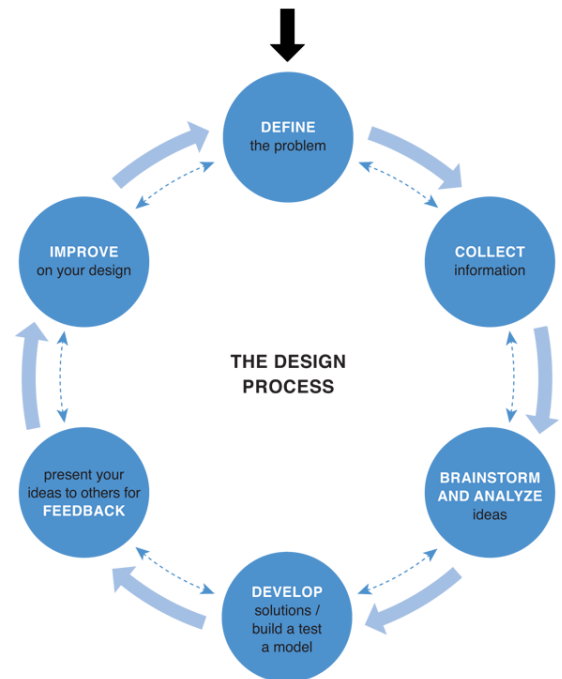 DEFINE
the problem
COLLECT
information
BRAINSTORM
AND ANALYZE
ideas
DEVELOP
solutions /
build a test
a model
present your
ideas to others for
FEEDBACK
IMPROVE
on your design
THE DESIGN
PROCESS